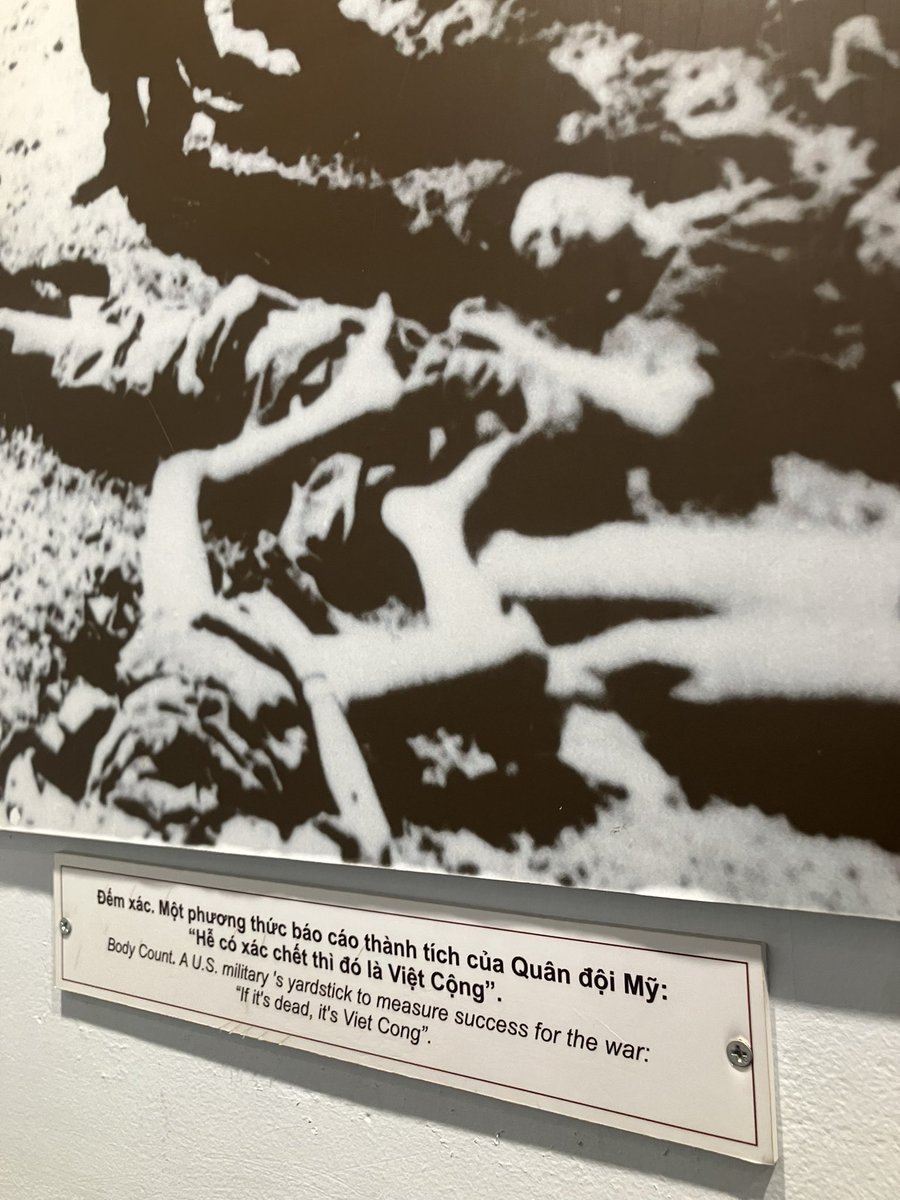 Đếm xác. Một phương thức báo cáo thành tích của Quân đội Mỹ:
“Hễ có xác chết thì đó là Việt Cộng”.
Body Count. A U.S. military 's yardstick to measure success for the war:
“If it's dead, it's Viet Cong”.